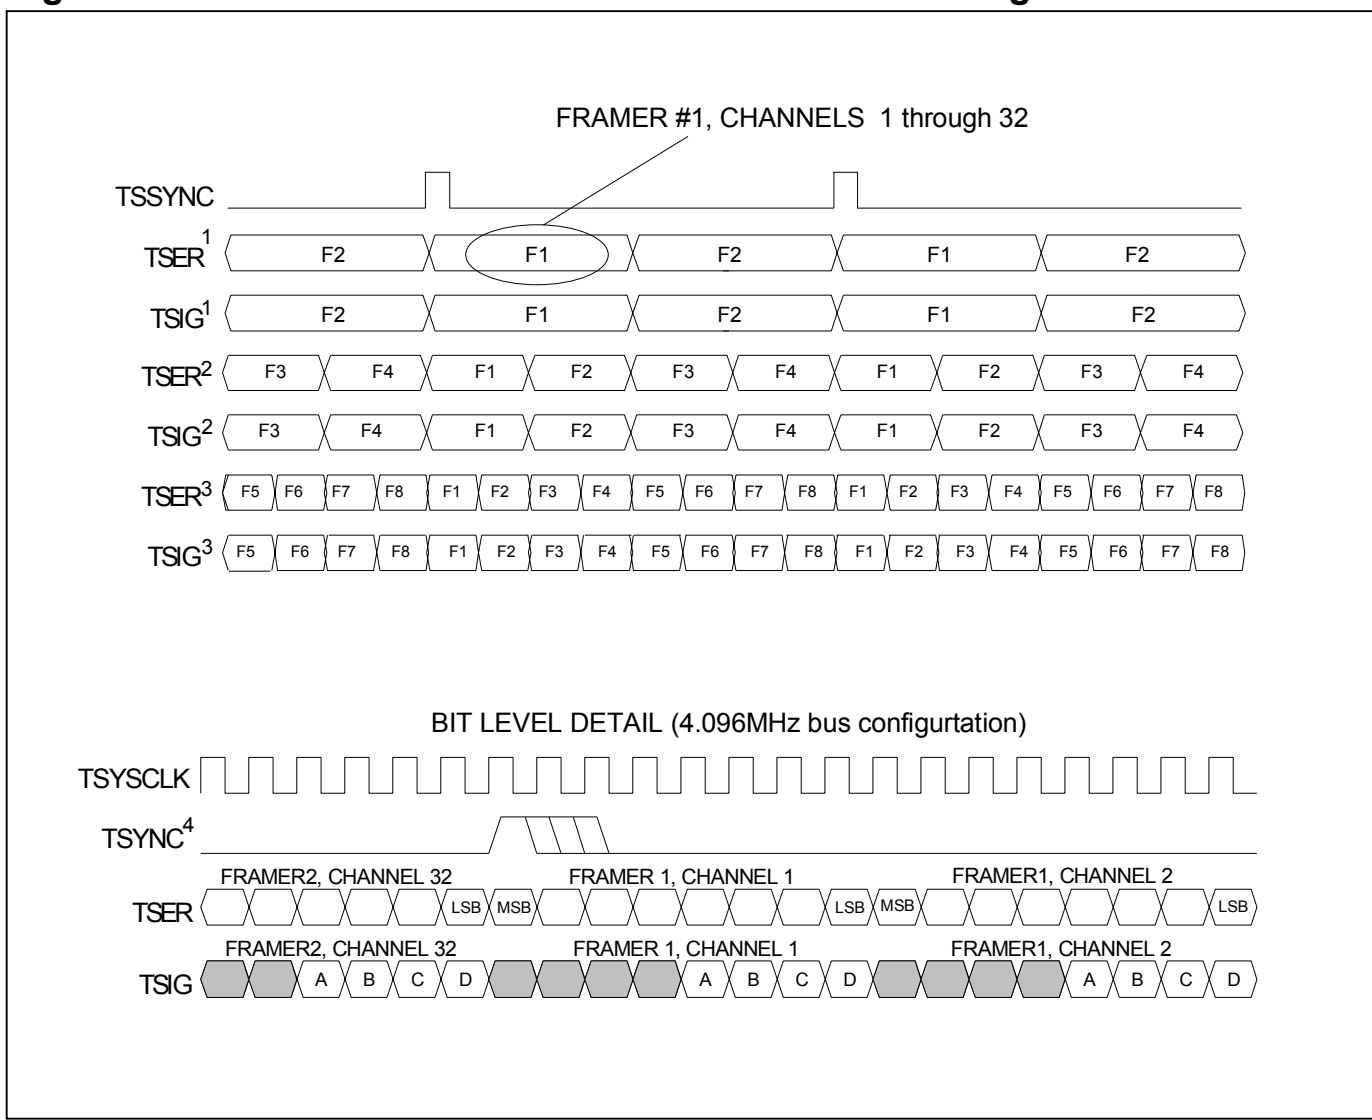 FRAMER #1, CHANNELS 1 through 32
TSSYNC
TSER1 F2 F1 F2 F1 F2
TSIG1 F2 F1 F2 F1 F2
TSER2 F3 F4 F1 F2 F3 F4 F1 F2 F3 F4
TSIG2 F3 F4 F1 F2 F3 F4 F1 F2 F3 F4
TSER3 F5 F6 F7 F8 F1 F2 F3 F4 F5 F6 F7 F8 F1 F2 F3 F4 F5 F6 F7 F8
TSIG3 F5 F6 F7 F8 F1 F2 F3 F4 F5 F6 F7 F8 F1 F2 F3 F4 F5 F6 F7 F8
BIT LEVEL DETAIL (4.096MHz bus configurtation)
TSYSCLK
TSYNC4
FRAMER2, CHANNEL 32 FRAMER 1, CHANNEL 1 FRAMER1, CHANNEL 2
TSER LSB MSB LSB MSB LSB
FRAMER2, CHANNEL 32 FRAMER 1, CHANNEL 1 FRAMER1, CHANNEL 2
TSIG A B C D A B C D A B C D